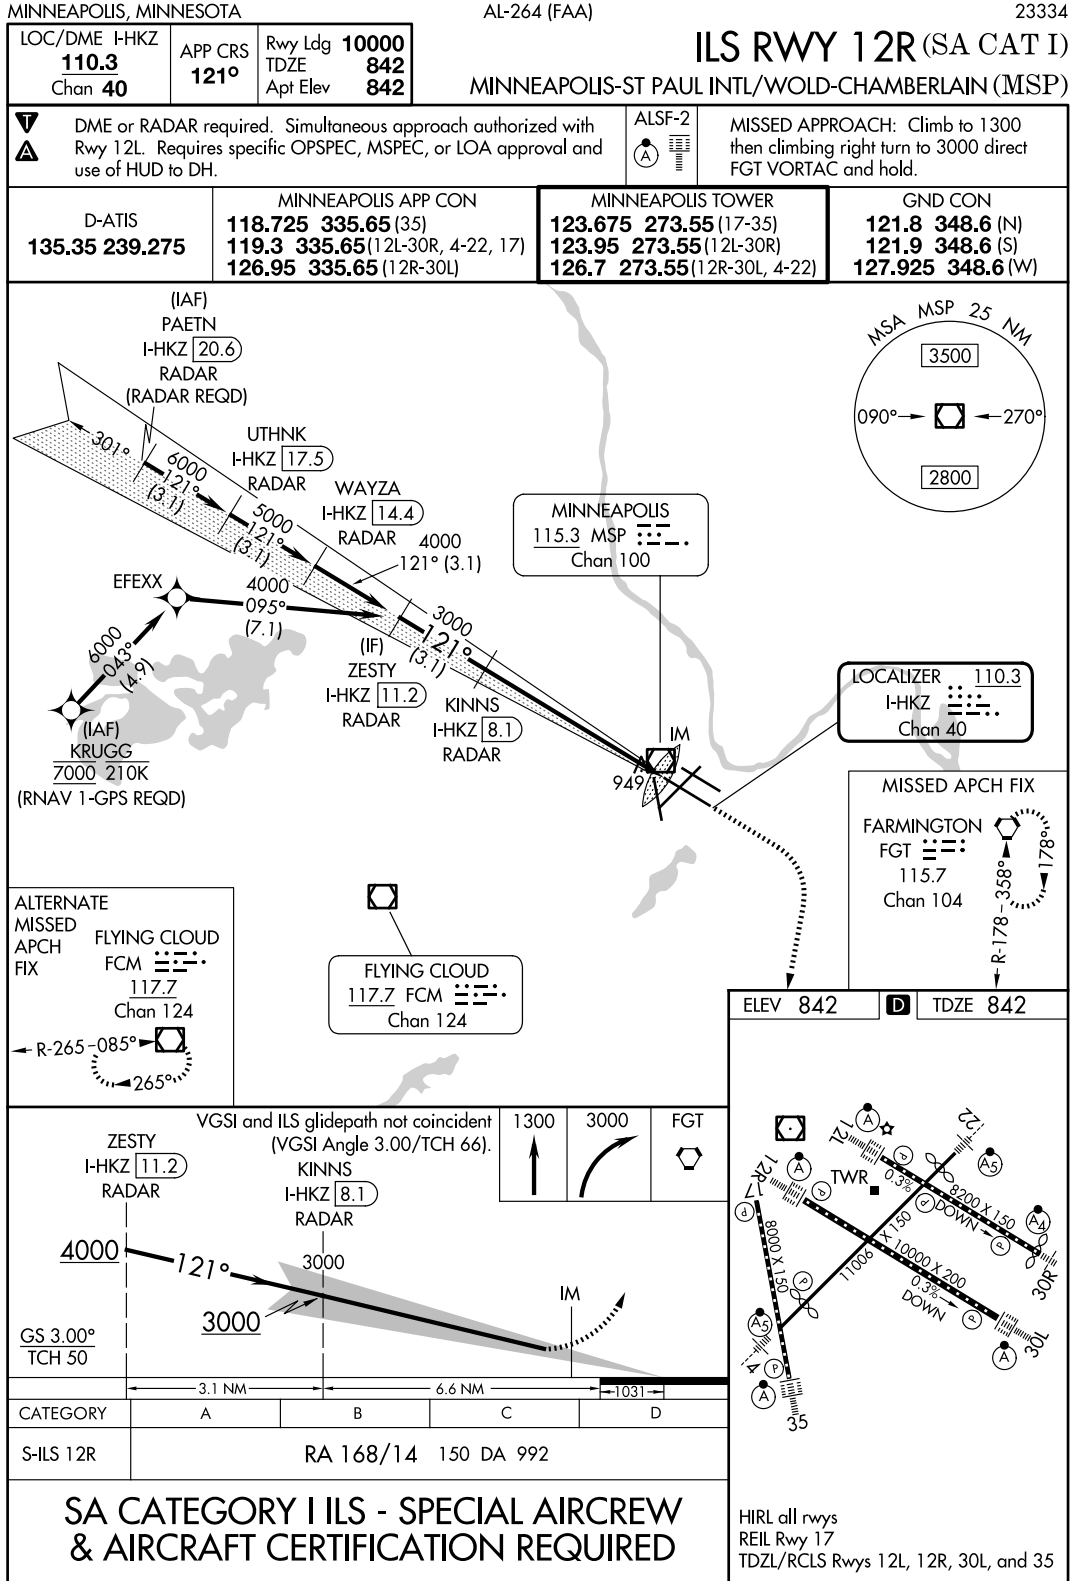 MINNEAPOLIS, MINNESOTA
AL-264 (FAA)
23334
LOC/DME I-HKZ
110.3
Chan 40
APP CRS
121°
Rwy Ldg 10000
TDZE 842
Apt Elev 842
ILS RWY 12R (SA CAT I)
MINNEAPOLIS-ST PAUL INTL/WOLD-CHAMBERLAIN (MSP)
T
A
DME or RADAR required. Simultaneous approach authorized with
Rwy 12L. Requires specific OPSPEC, MSPEC, or LOA approval and
use of HUD to DH.
ALSF-2
A
MISSED APPROACH: Climb to 1300
then climbing right turn to 3000 direct
FGT VORTAC and hold.
D-ATIS
135.35 239.275
MINNEAPOLIS APP CON
118.725 335.65 (35)
119.3 335.65 (12L-30R, 4-22, 17)
126.95 335.65 (12R-30L)
MINNEAPOLIS TOWER
123.675 273.55 (17-35)
123.95 273.55 (12L-30R)
126.7 273.55 (12R-30L, 4-22)
GND CON
121.8 348.6 (N)
121.9 348.6 (S)
127.925 348.6 (W)
(IAF)
PAETN
I-HKZ 20.6
RADAR
(RADAR REQD)
MSA MSP 25 NM
3500
090°
270°
2800
301°
6000
121°
(3.1)
UTHNK
I-HKZ 17.5
RADAR
5000
121°
(3.1)
WAYZA
I-HKZ 14.4
RADAR
4000
121° (3.1)
MINNEAPOLIS
115.3 MSP
Chan 100
EFEXX
4000
095°
(7.1)
3000
121°
(3.1)
6000
043°
(4.9)
(IF)
ZESTY
I-HKZ 11.2
RADAR
KINNS
I-HKZ 8.1
RADAR
LOCALIZER 110.3
I-HKZ
Chan 40
(IAF)
KRUGG
7000 210K
(RNAV 1-GPS REQD)
IM
949
MISSED APCH FIX
FARMINGTON
FGT
115.7
Chan 104
R-178
358°
178°
ALTERNATE
MISSED
APCH
FIX
FLYING CLOUD
FCM
117.7
Chan 124
R-265
085°
265°
FLYING CLOUD
117.7 FCM
Chan 124
ELEV 842
D
TDZE 842
VGSI and ILS glidepath not coincident
(VGSI Angle 3.00/TCH 66).
1300
3000
FGT
ZESTY
I-HKZ 11.2
RADAR
KINNS
I-HKZ 8.1
RADAR
4000
121°
3000
3000
IM
GS 3.00°
TCH 50
3.1 NM
6.6 NM
1031
CATEGORY
A
B
C
D
S-ILS 12R
RA 168/14 150 DA 992
SA CATEGORY I ILS - SPECIAL AIRCREW
& AIRCRAFT CERTIFICATION REQUIRED
12L
A
P
22
A5
12R
A
P
TWR
0.3%
DOWN
8200 X 150
P
P
A4
30R
17
P
8000 X 150
11006 X 150
10000 X 200
0.3%
DOWN
P
P
A5
4
P
A
35
A
30L
HIRL all rwys
REIL Rwy 17
TDZL/RCLS Rwys 12L, 12R, 30L, and 35